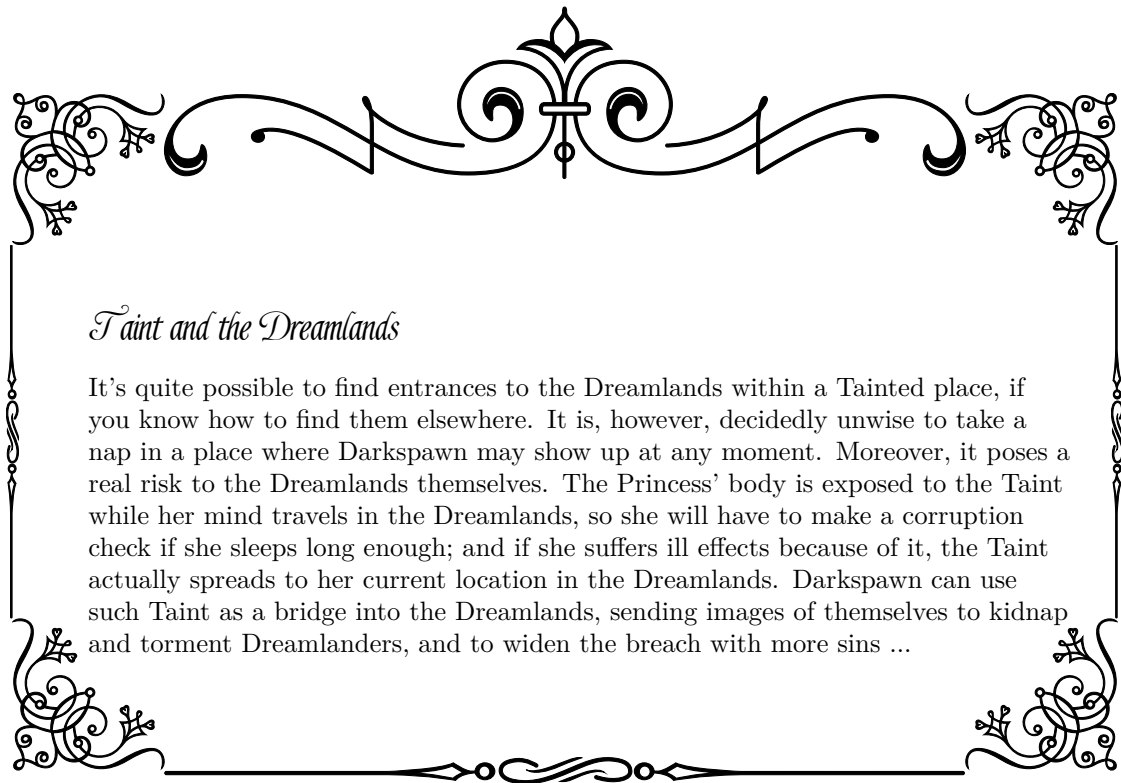 Taint and the Dreamlands
It's quite possible to find entrances to the Dreamlands within a Tainted place, if
you know how to find them elsewhere. It is, however, decidedly unwise to take a
nap in a place where Darkspawn may show up at any moment. Moreover, it poses a
real risk to the Dreamlands themselves. The Princess' body is exposed to the Taint
while her mind travels in the Dreamlands, so she will have to make a corruption
check if she sleeps long enough; and if she suffers ill effects because of it, the Taint
actually spreads to her current location in the Dreamlands. Darkspawn can use
such Taint as a bridge into the Dreamlands, sending images of themselves to kidnap
and torment Dreamlanders, and to widen the breach with more sins ...